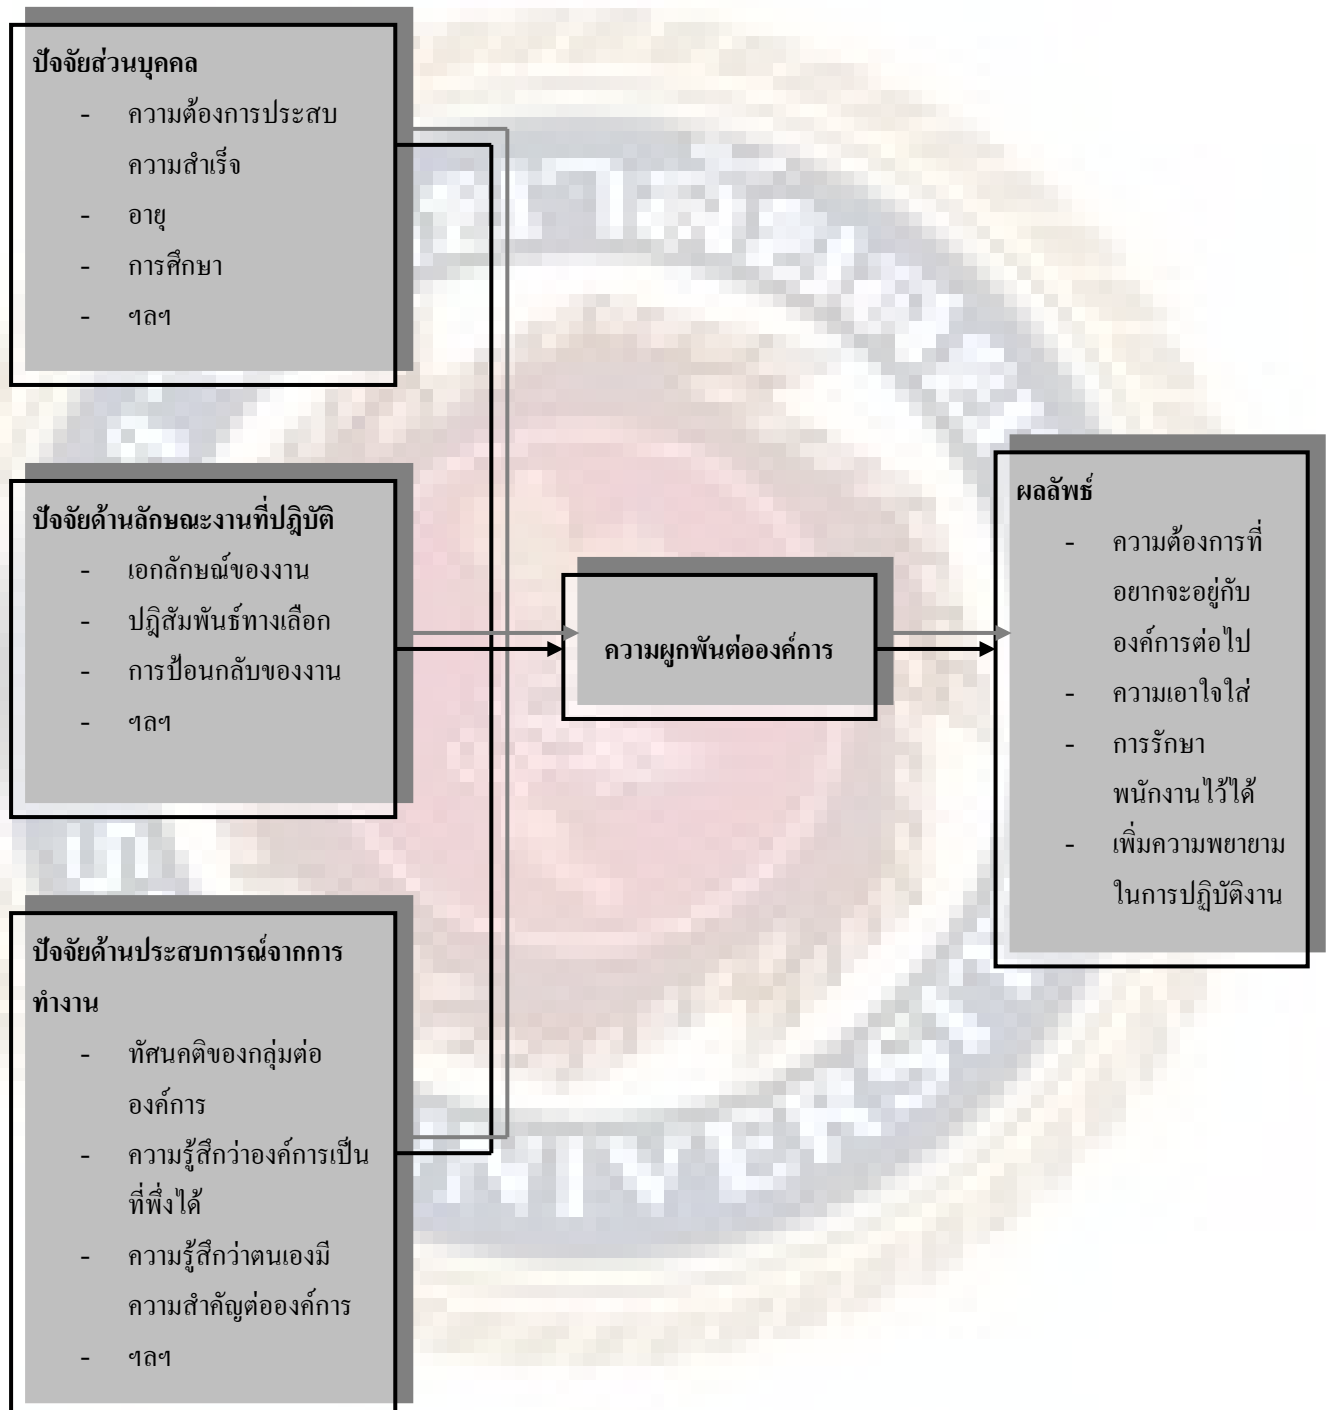 ปัจจัยส่วนบุคคล
- ความต้องการประสบ
ความสำเร็จ
- อายุ
- การศึกษา
- ฯลฯ
ปัจจัยด้านลักษณะงานที่ปฎิบัติ
- เอกลักษณ์ของงาน
- ปฎิสัมพันธ์ทางเลือก
- การป้อนกลับของงาน
- ฯลฯ
ปัจจัยด้านประสบการณ์จากการ
ทำงาน
- ทัศนคติของกลุ่มต่อ
องค์การ
- ความรู้สึกว่าองค์การเป็น
ที่พึ่งได้
- ความรู้สึกว่าตนเองมี
ความสำคัญต่อองค์การ
- ฯลฯ
ความผูกพันต่อองค์การ
ผลลัพธ์
- ความต้องการที่
อยากจะอยู่กับ
องค์การต่อไป
- ความเอาใจใส่
- การรักษา
พนักงานไว้ได้
- เพิ่มความพยายาม
ในการปฏิบัติงาน